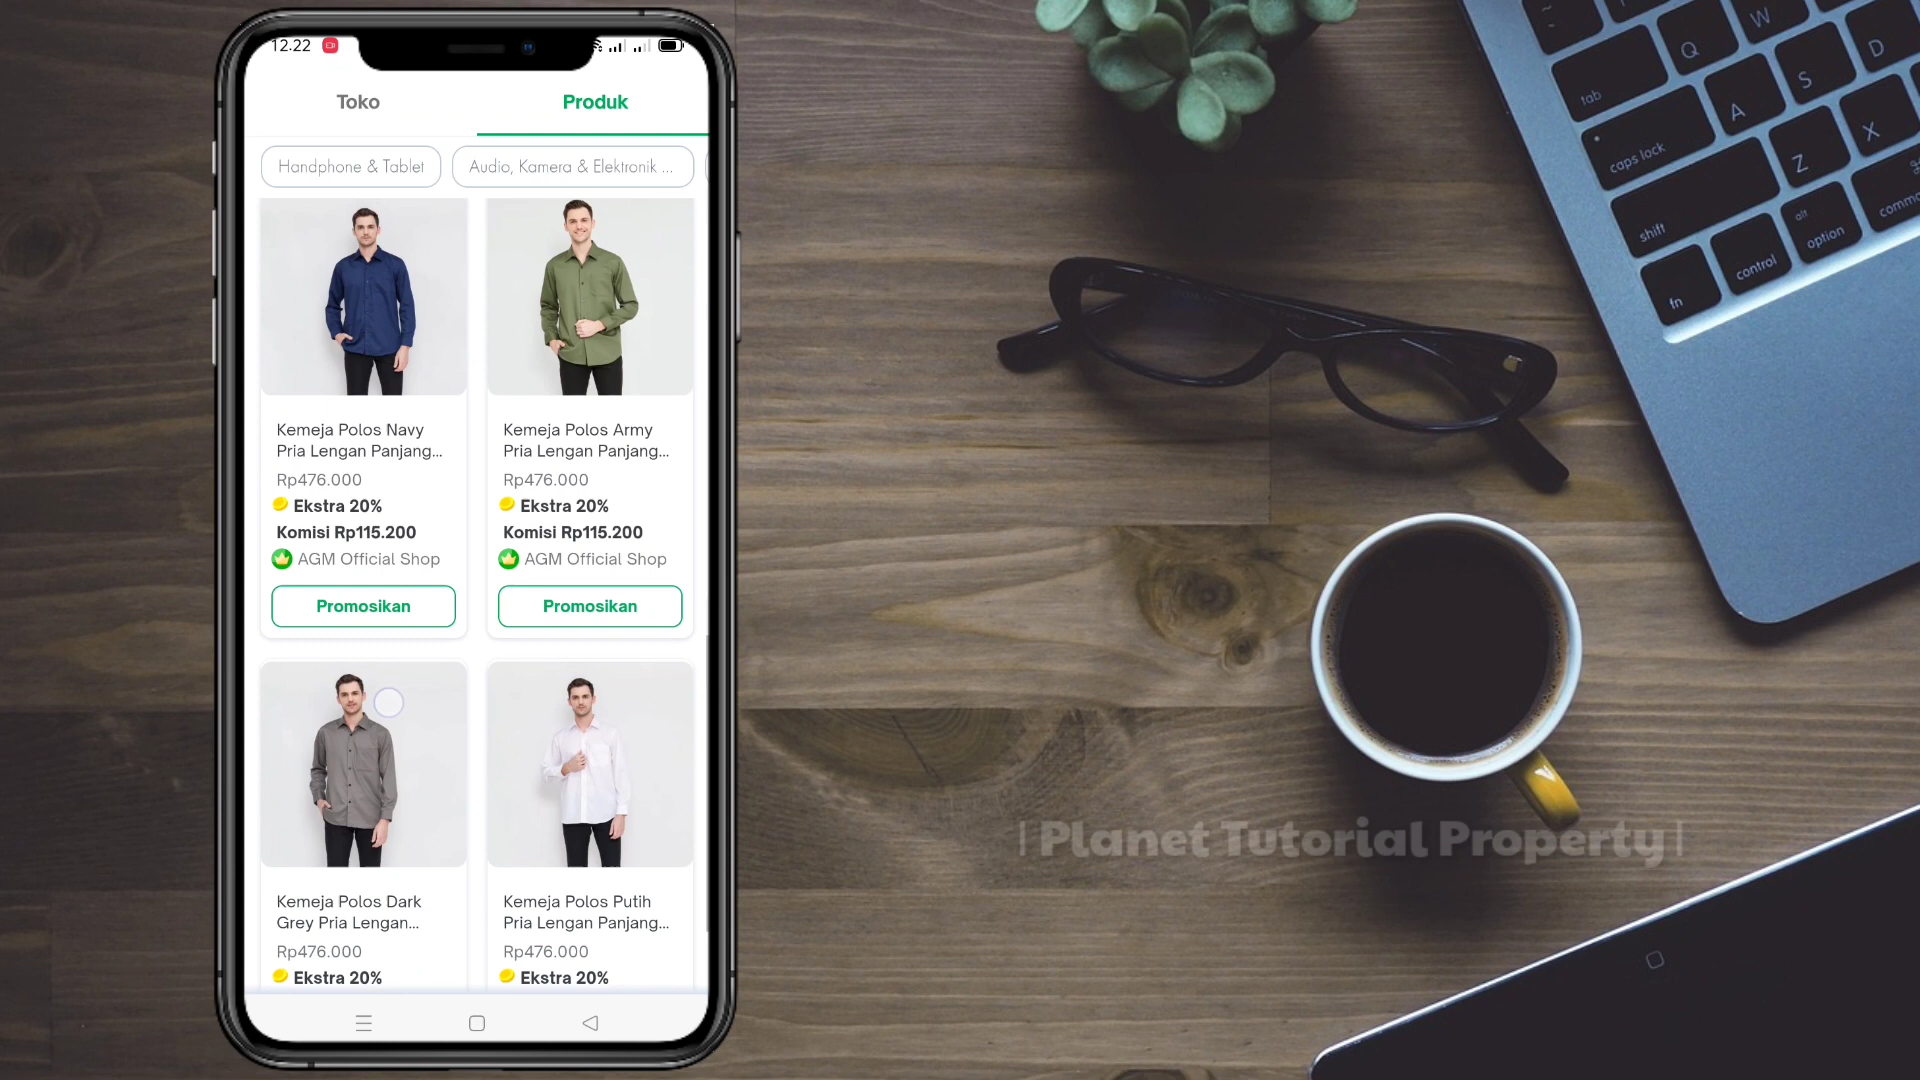 12.22
Toko
Produk
Handphone & Tablet
Audio, Kamera & Elektronik ...
Kemeja Polos Navy
Pria Lengan Panjang...
Rp476.000
Ekstra 20%
Komisi Rp115.200
AGM Official Shop
Promosikan
Kemeja Polos Army
Pria Lengan Panjang...
Rp476.000
Ekstra 20%
Komisi Rp115.200
AGM Official Shop
Promosikan
Kemeja Polos Dark
Grey Pria Lengan...
Rp476.000
Ekstra 20%
Kemeja Polos Putih
Pria Lengan Panjang...
Rp476.000
Ekstra 20%
| Planet Tutorial Property |
Q
W
tab
A
S
D
caps lock
Z
X
shift
fn
control
alt
option